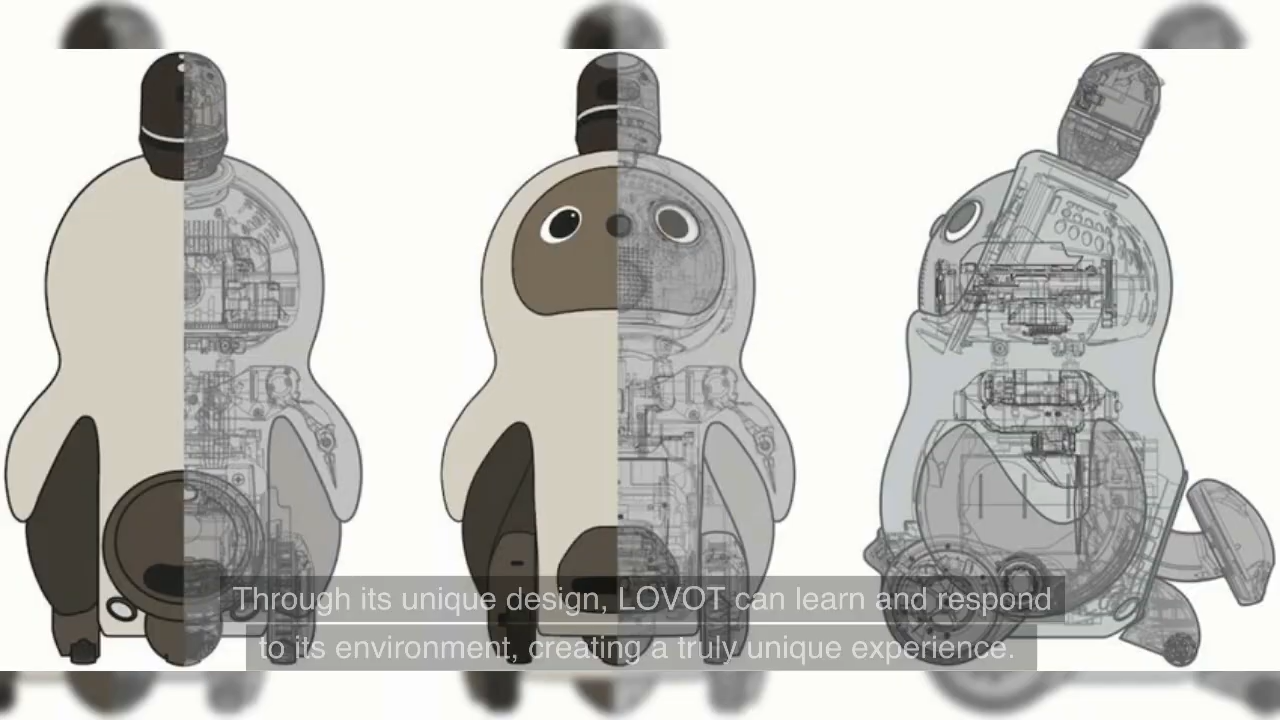 Through its unique design, LOVOT can learn and respond
to its environment, creating a truly unique experience.